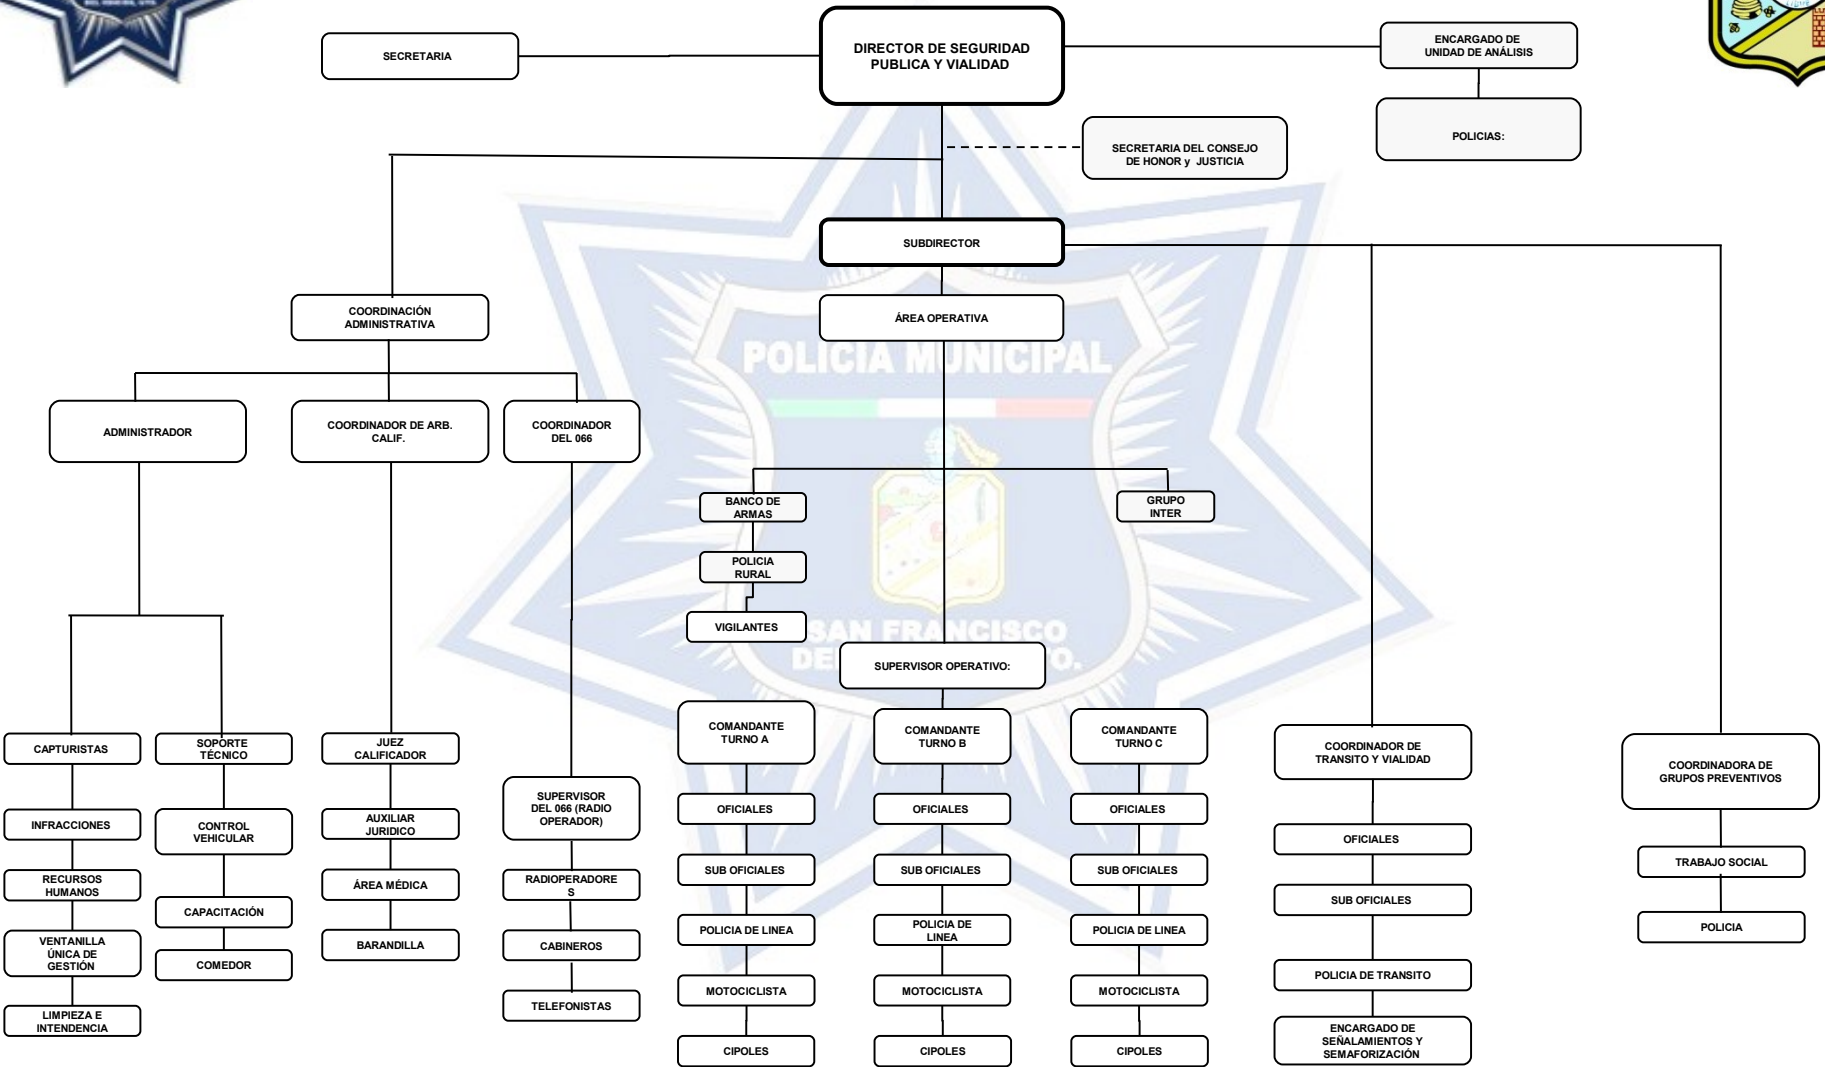 SECRETARIA
DIRECTOR DE SEGURIDAD
PUBLICA Y VIALIDAD
ENCARGADO DE
UNIDAD DE ANÁLISIS
POLICIAS:
SECRETARIA DEL CONSEJO
DE HONOR y JUSTICIA
SUBDIRECTOR
COORDINACIÓN
ADMINISTRATIVA
ÁREA OPERATIVA
POLICIA MUNICIPAL
ADMINISTRADOR
COORDINADOR DE ARB.
CALIF.
COORDINADOR
DEL 066
BANCO DE
ARMAS
GRUPO
INTER
POLICIA
RURAL
VIGILANTES
SAN FRANCISCO
SUPERVISOR OPERATIVO:
CAPTURISTAS
INFRACCIONES
RECURSOS
HUMANOS
VENTANILLA
ÚNICA DE
GESTIÓN
LIMPIEZA E
INTENDENCIA
SOPORTE
TÉCNICO
CONTROL
VEHICULAR
CAPACITACIÓN
COMEDOR
JUEZ
CALIFICADOR
AUXILIAR
JURIDICO
ÁREA MÉDICA
BARANDILLA
SUPERVISOR
DEL 066 (RADIO
OPERADOR)
RADIOPERADORE
S
CABINEROS
TELEFONISTAS
COMANDANTE
TURNO A
OFICIALES
SUB OFICIALES
POLICIA DE LINEA
MOTOCICLISTA
CIPOLES
COMANDANTE
TURNO B
OFICIALES
SUB OFICIALES
POLICIA DE
LINEA
MOTOCICLISTA
CIPOLES
COMANDANTE
TURNO C
OFICIALES
SUB OFICIALES
POLICIA DE LINEA
MOTOCICLISTA
CIPOLES
COORDINADOR DE
TRANSITO Y VIALIDAD
OFICIALES
SUB OFICIALES
POLICIA DE TRANSITO
ENCARGADO DE
SEÑALAMIENTOS Y
SEMAFORIZACIÓN
COORDINADORA DE
GRUPOS PREVENTIVOS
TRABAJO SOCIAL
POLICIA